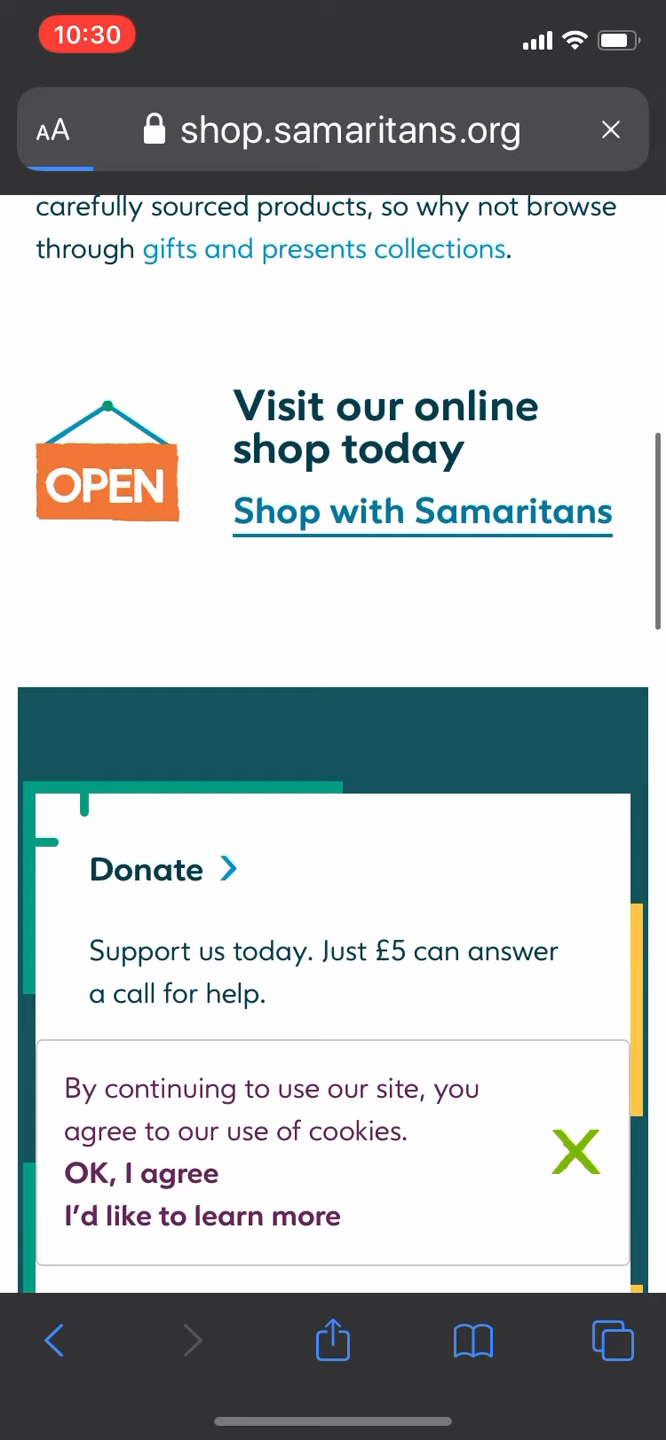 10:30
AA shop.samaritans.org
carefully sourced products, so why not browse
through gifts and presents collections.
OPEN
Visit our online
shop today
Shop with Samaritans
Donate
Support us today. Just £5 can answer
a call for help.
By continuing to use our site, you
agree to our use of cookies.
OK, I agree
I'd like to learn more